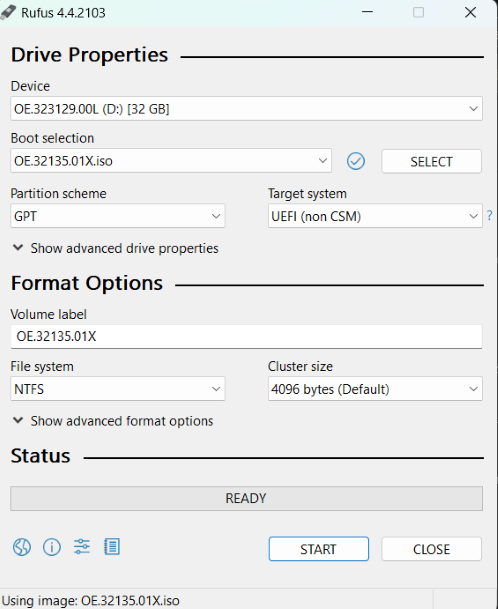 Rufus 4.4.2103
Drive Properties
Device
OE.323129.00L (D:) [32 GB]
Boot selection
OE.32135.01X.iso
SELECT
Partition scheme
Target system
GPT
UEFI (non CSM)
?
Show advanced drive properties
Format Options
Volume label
OE.32135.01X
File system
Cluster size
NTFS
4096 bytes (Default)
Show advanced format options
Status
READY
START
CLOSE
Using image: OE.32135.01X.iso